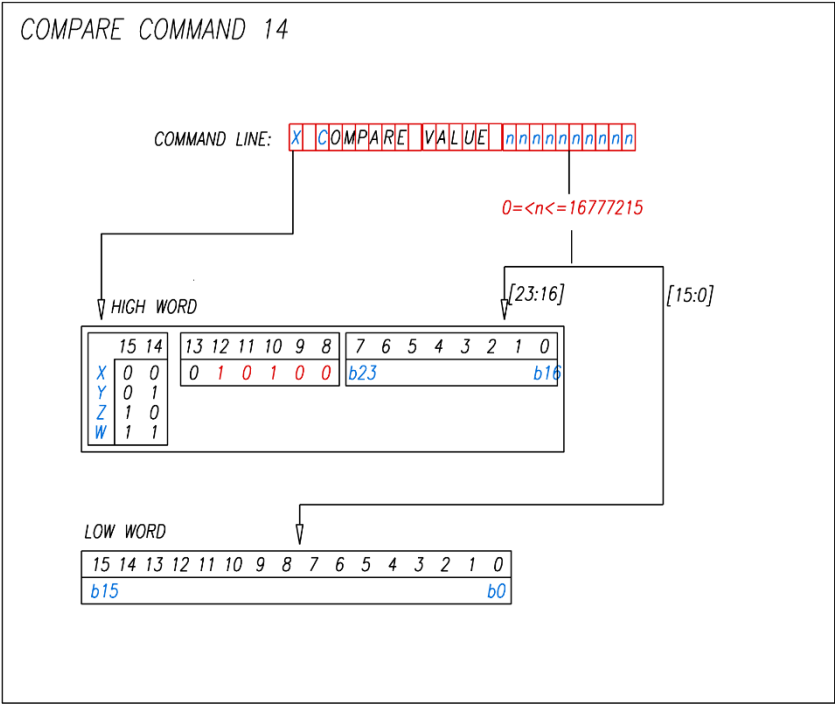 COMPARE COMMAND 14
COMMAND LINE: X COMPARE VALUE nnnnnnnnnn
0=<n<=16777215
[23:16] [15:0]
HIGH WORD
15 14 13 12 11 10 9 8 7 6 5 4 3 2 1 0
X 0 0 0 1 0 1 0 0 b23 b16
Y 0 1
Z 1 0
W 1 1
LOW WORD
15 14 13 12 11 10 9 8 7 6 5 4 3 2 1 0
b15 b0